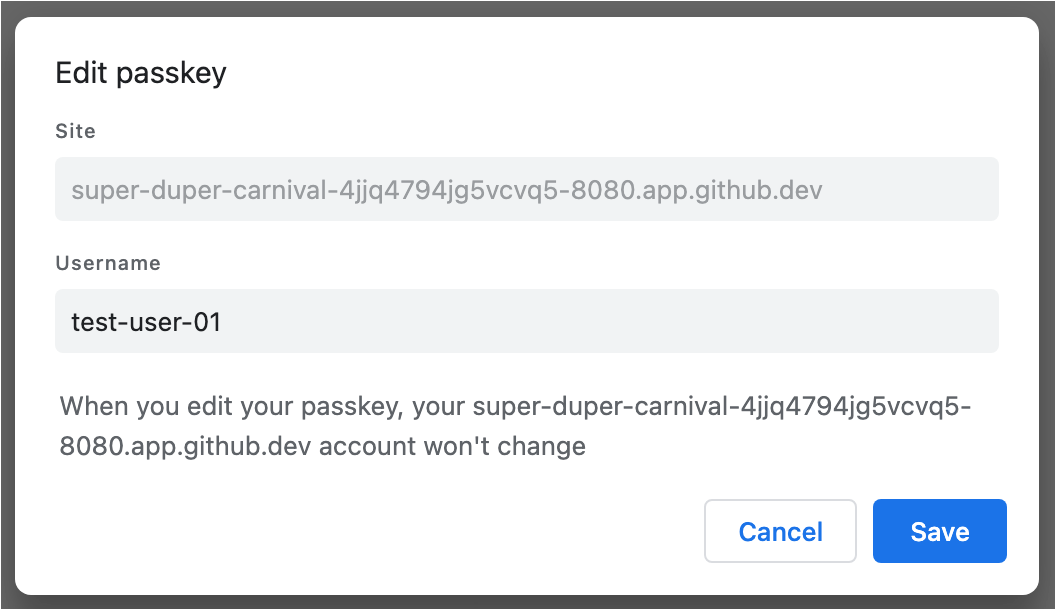 Edit passkey
Site
super-duper-carnival-4jjq4794jg5vcvq5-8080.app.github.dev
Username
test-user-01
When you edit your passkey, your super-duper-carnival-4jjq4794jg5vcvq5-
8080.app.github.dev account won't change
Cancel
Save